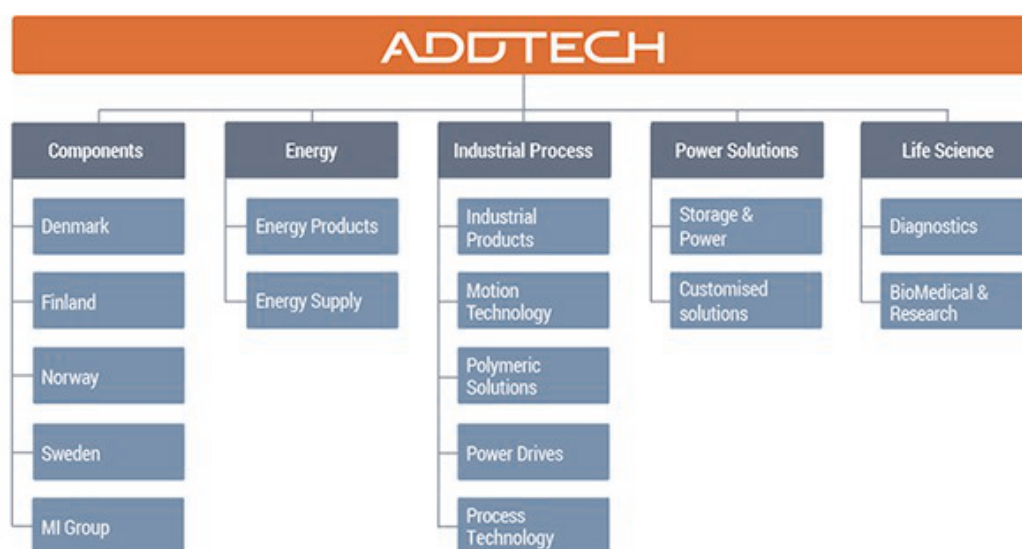 ADDTECH
Components
Energy
Industrial Process
Power Solutions
Life Science
Denmark
Finland
Norway
Sweden
MI Group
Energy Products
Energy Supply
Industrial
Products
Motion
Technology
Polymeric
Solutions
Power Drives
Process
Technology
Storage &
Power
Customised
solutions
Diagnostics
BioMedical &
Research